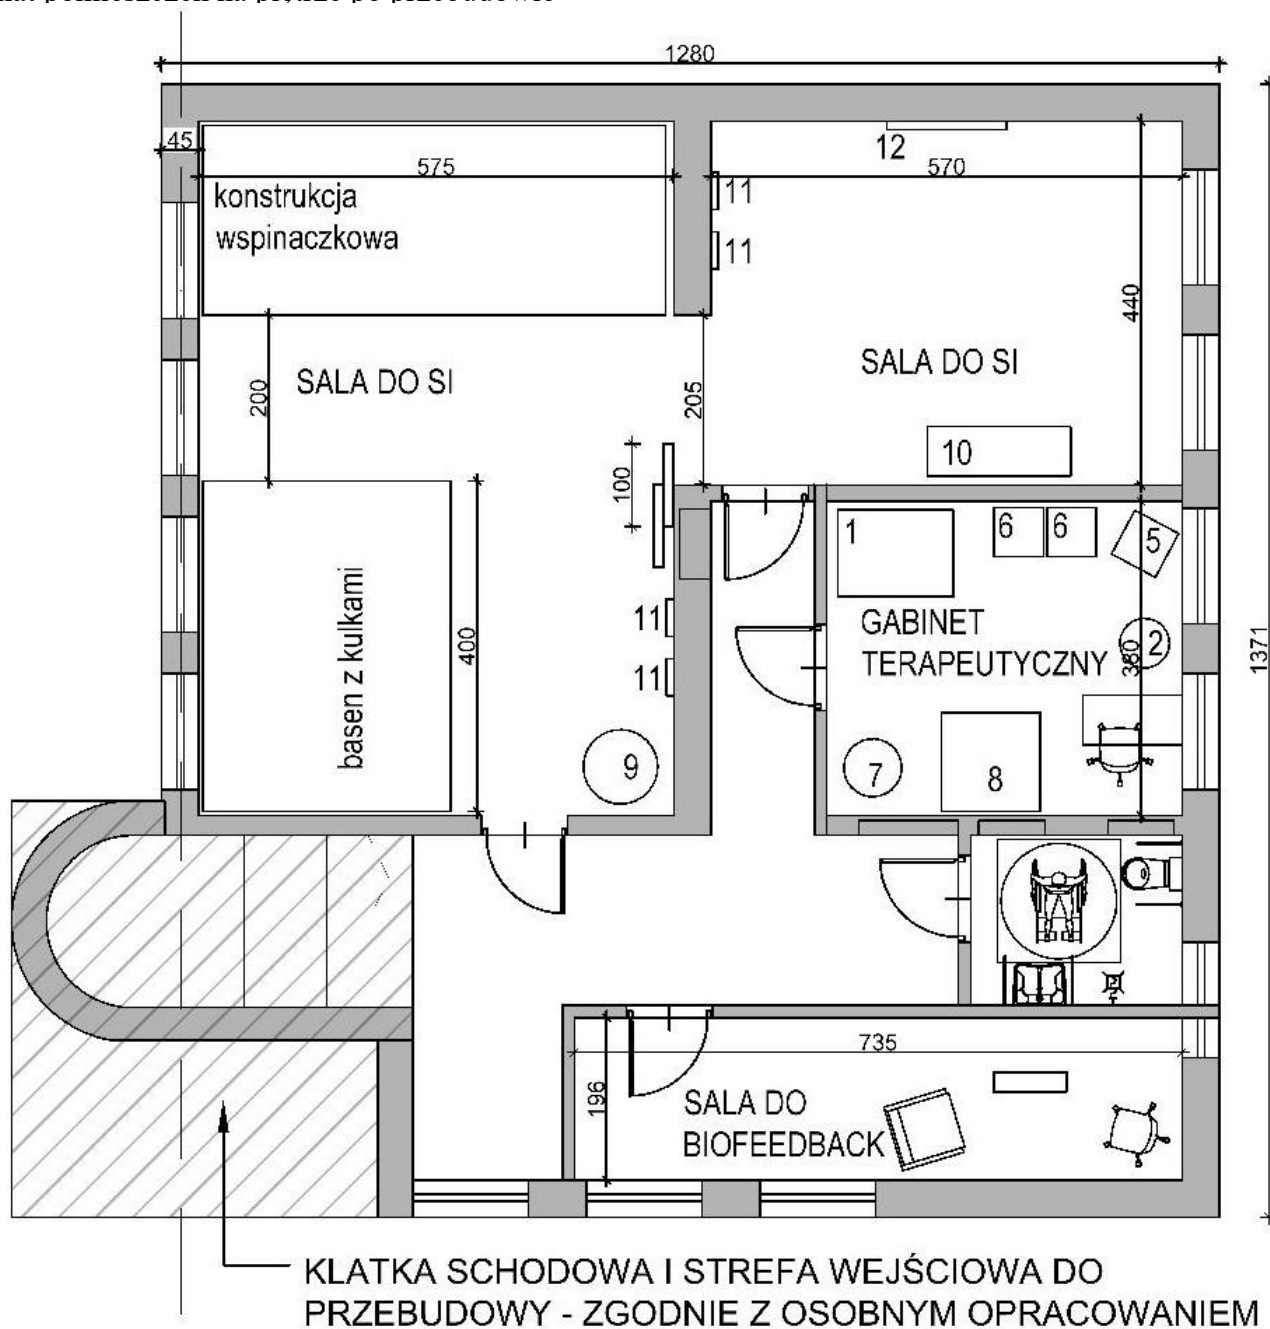 1280
45
575
12
570
11
konstrukcja
wspinaczkowa
11
440
SALA DO SI
SALA DO SI
200
205
10
100
1
6
6
5
basen z kulkami
400
11
GABINET
TERAPEUTYCZNY
2
380
1371
11
9
7
8
735
196
SALA DO
BIOFEEDBACK
KLATKA SCHODOWA I STREFA WEJŚCIOWA DO
PRZEBUDOWY - ZGODNIE Z OSOBNYM OPRACOWANIEM